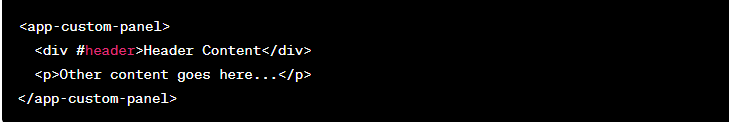 <app-custom-panel>
  <div #header>Header Content</div>
  <p>Other content goes here...</p>
</app-custom-panel>